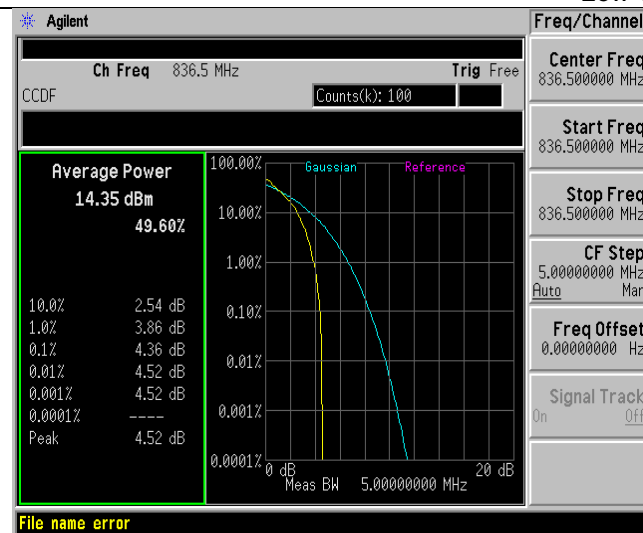 Agilent
Freq/Channel
Ch Freq 836.5 MHz
Trig Free
CCDF
Counts(k): 100
Average Power
14.35 dBm
49.60%
10.0% 2.54 dB
1.0% 3.86 dB
0.1% 4.36 dB
0.01% 4.52 dB
0.001% 4.52 dB
0.0001% ----
Peak 4.52 dB
Gaussian
Reference
100.00%
10.00%
1.00%
0.10%
0.01%
0.001%
0.0001%
0 dB
20 dB
Meas BW 5.00000000 MHz
Center Freq
836.500000 MHz
Start Freq
836.500000 MHz
Stop Freq
836.500000 MHz
CF Step
5.00000000 MHz
Auto Man
Freq Offset
0.00000000 Hz
Signal Track
On Off
File name error